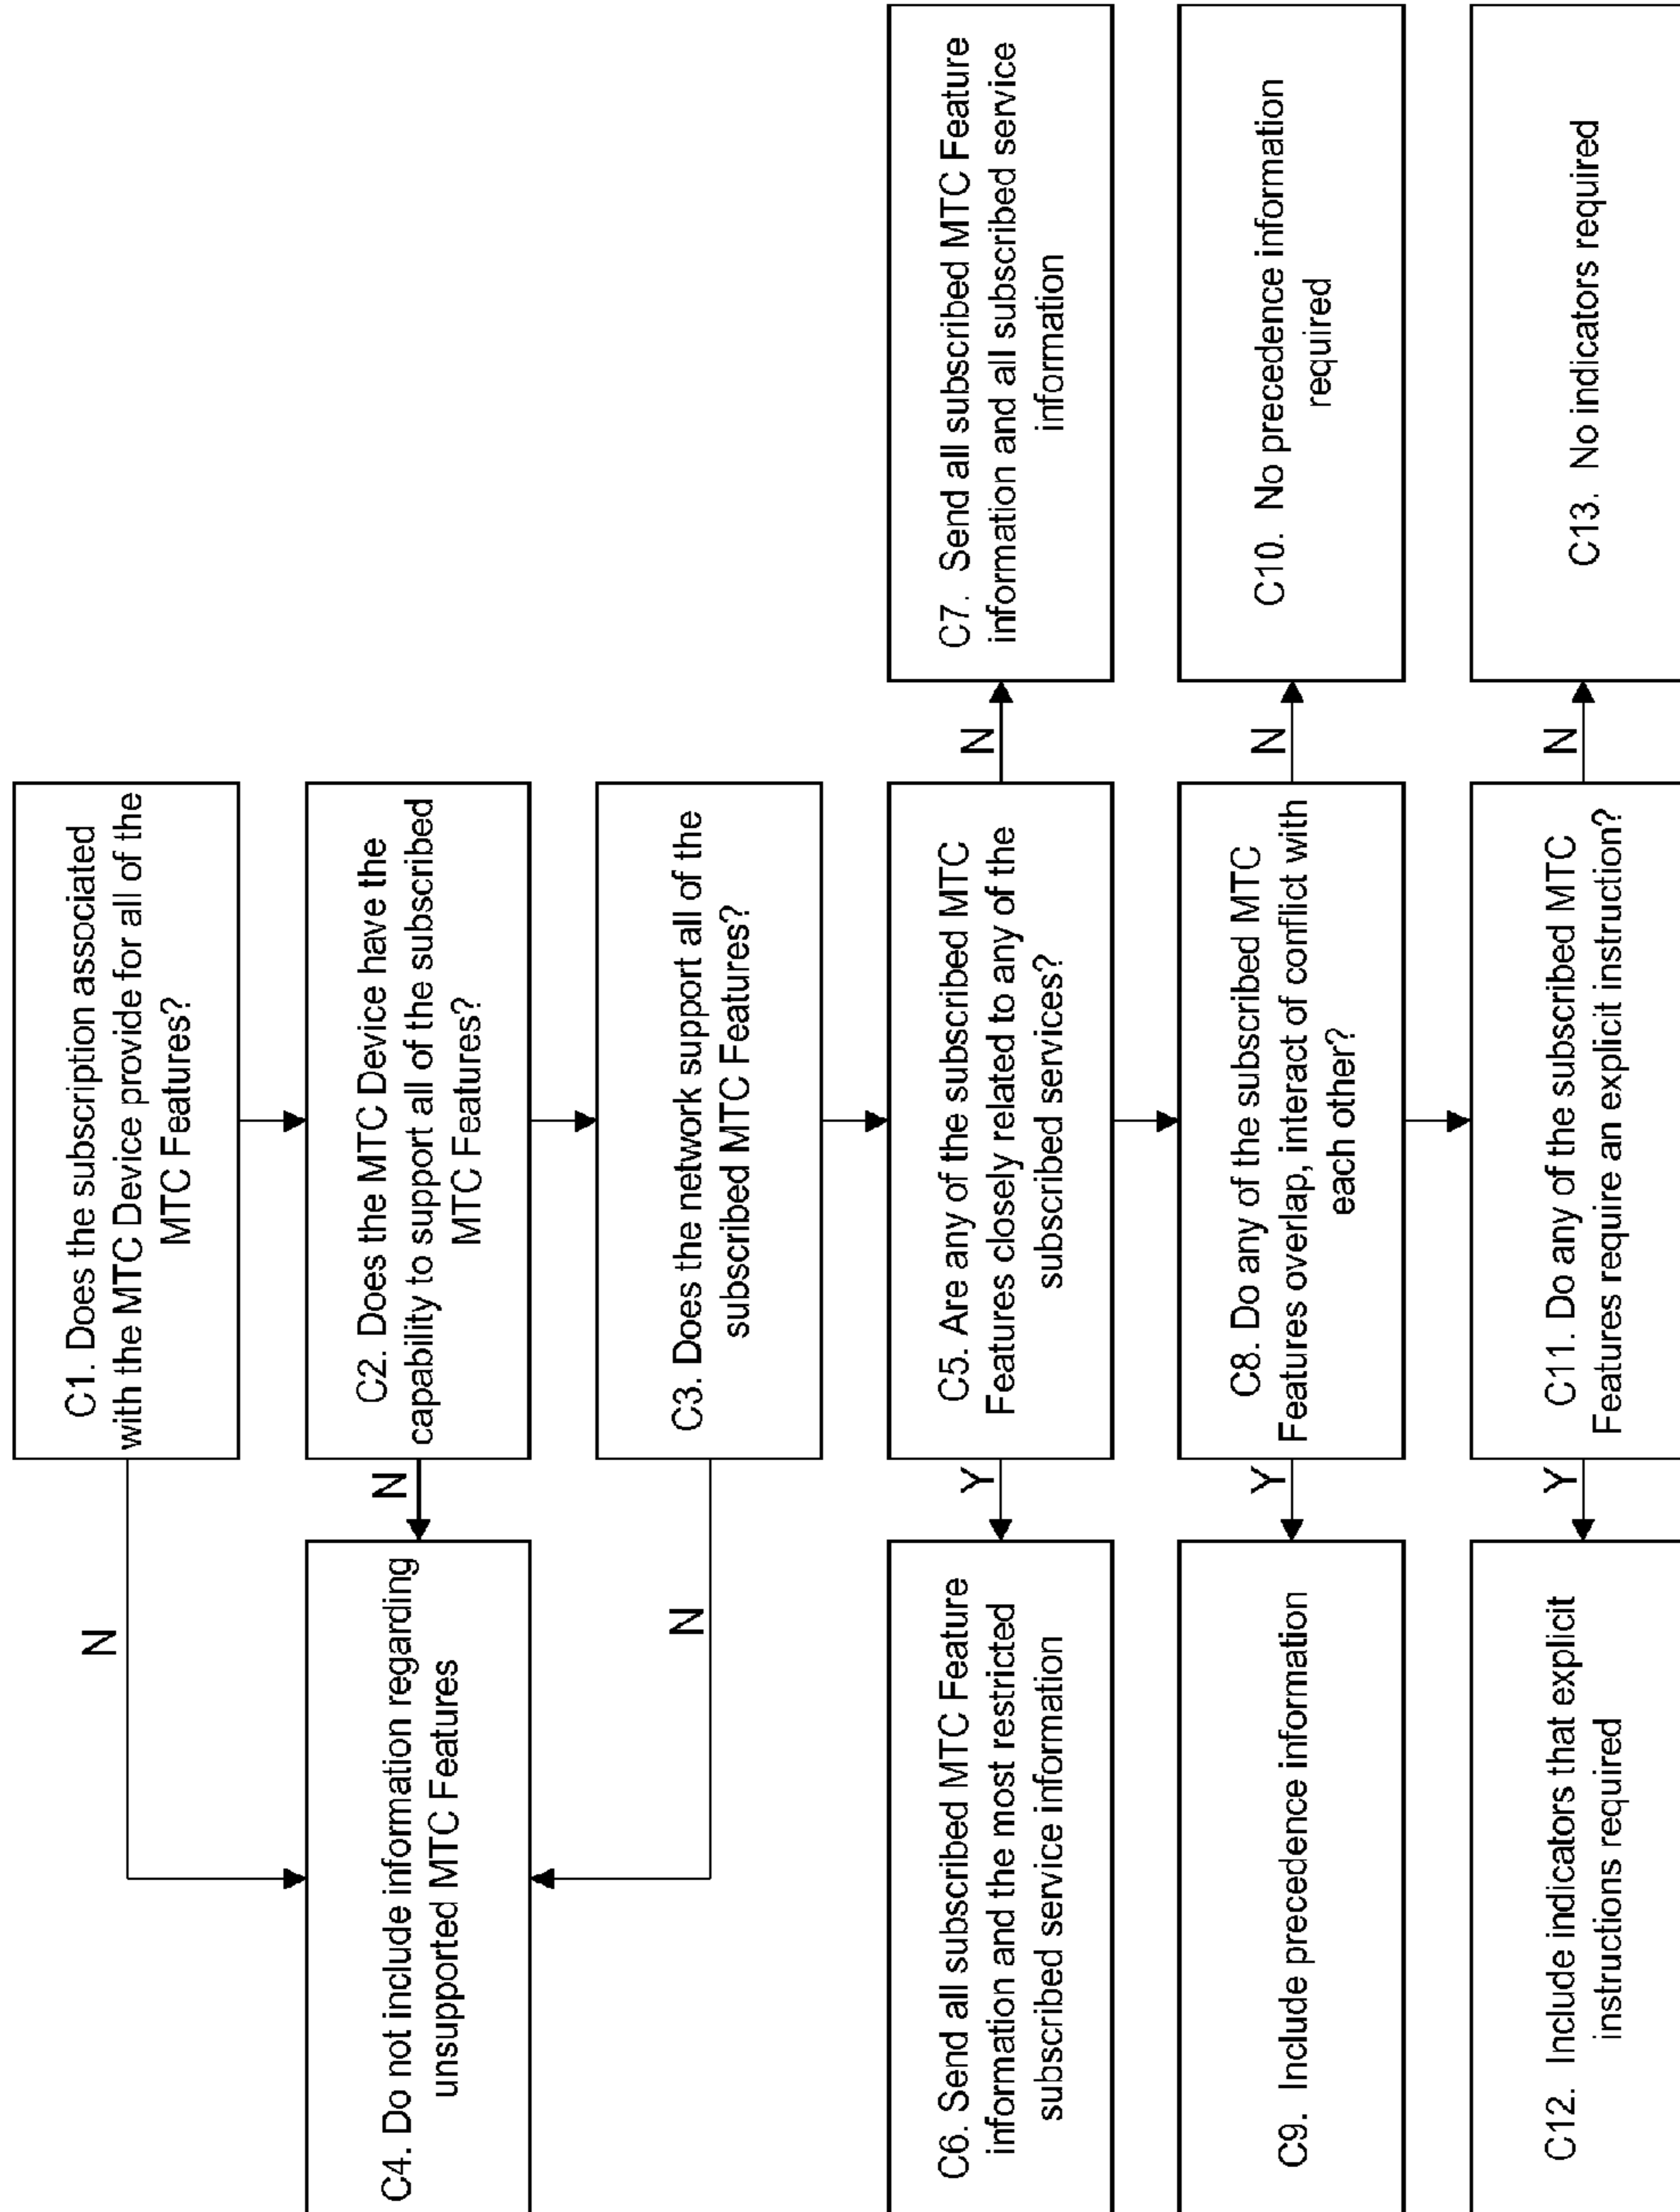 C1. Does the subscription associated
with the MTC Device provide for all of the
MTC Features?
N
C2. Does the MTC Device have the
capability to support all of the subscribed
MTC Features?
N
C4. Do not include information regarding
unsupported MTC Features
C3. Does the network support all of the
subscribed MTC Features?
N
C5. Are any of the subscribed MTC
Features closely related to any of the
subscribed services?
Y
N
C6. Send all subscribed MTC Feature
information and the most restricted
subscribed service information
C7. Send all subscribed MTC Feature
information and all subscribed service
information
C8. Do any of the subscribed MTC
Features overlap, interact of conflict with
each other?
Y
N
C9. Include precedence information
C10. No precedence information
required
C11. Do any of the subscribed MTC
Features require an explicit instruction?
Y
N
C12. Include indicators that explicit
instructions required
C13. No indicators required